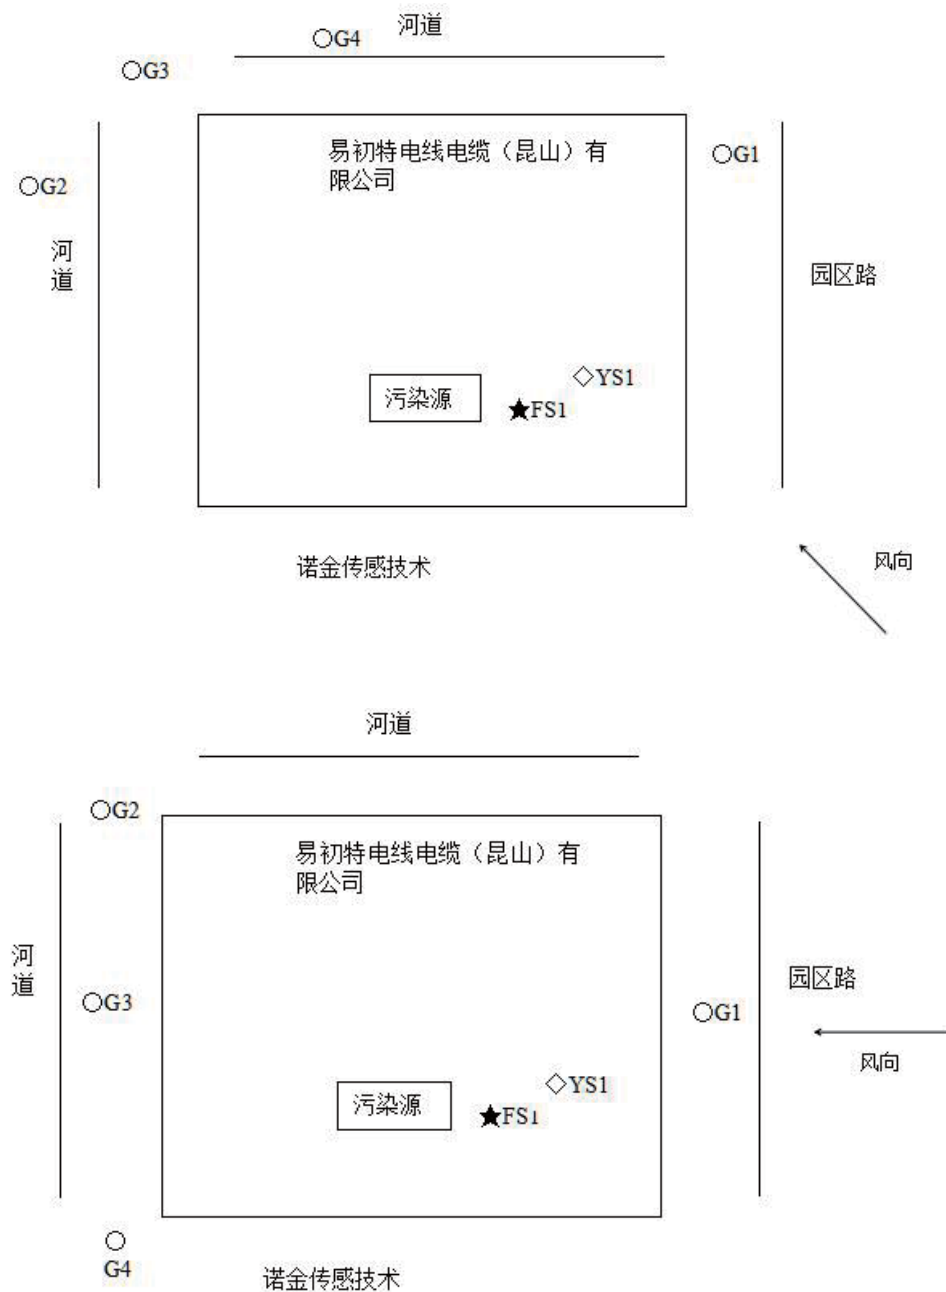 河道
○G4
○G3
易初特电线电缆（昆山）有
限公司
○G1
○G2
河
道
园区路
◇YS1
污染源
★FS1
诺金传感技术
风向
河道
○G2
易初特电线电缆（昆山）有
限公司
河
道
园区路
○G3
○G1
风向
◇YS1
污染源
★FS1
○
G4
诺金传感技术